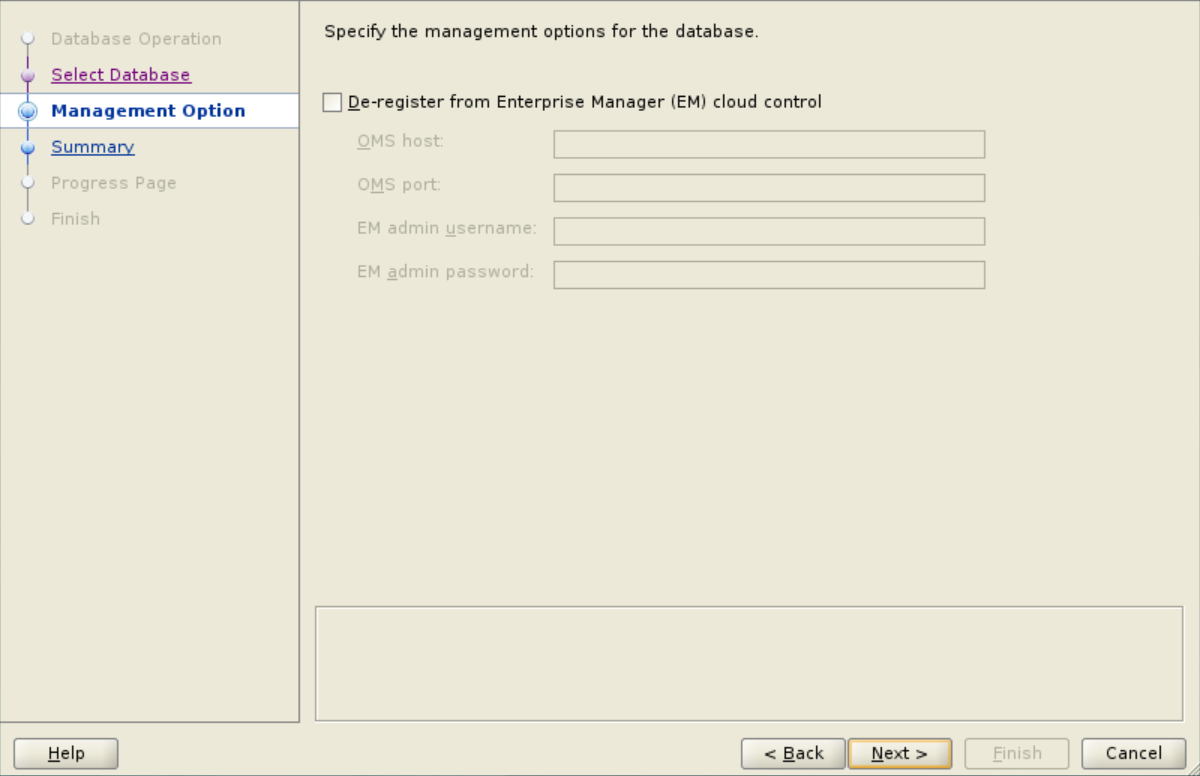 Database Operation
Select Database
Management Option
Summary
Progress Page
Finish
Specify the management options for the database.
De-register from Enterprise Manager (EM) cloud control
OMS host:
OMS port:
EM admin username:
EM admin password:
Help
< Back
Next >
Finish
Cancel